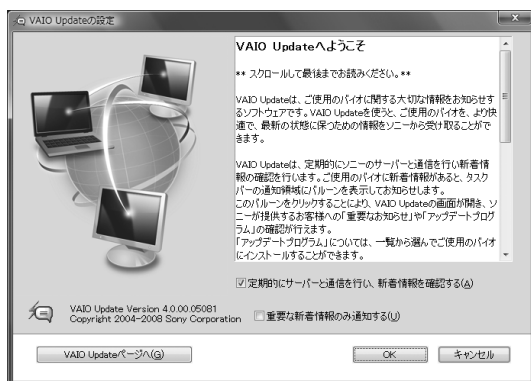 VAIO Updateの設定
VAIO Updateへようこそ
** スクロールして最後までお読みください。**
VAIO Updateは、ご使用のバイオに関する大切な情報をお知らせす
るソフトウェアです。VAIO Updateを使うと、ご使用のバイオを、より快
適で、最新の状態に保つための情報をソニーから受け取ることがで
きます。
VAIO Updateは、定期的にソニーのサーバーと通信を行い新着情
報の確認を行います。ご使用のバイオに新着情報があると、タスク
バーの通知領域にバルーンを表示してお知らせします。
このバルーンをクリックすることにより、VAIO Updateの画面が開き、ソ
ニーが提供するお客様への「重要なお知らせ」や「アップデートプログ
ラム」の確認が行えます。
「アップデートプログラム」については、一覧から選んでご使用のバイオ
にインストールすることができます。
定期的にサーバーと通信を行い、新着情報を確認する(A)
VAIO Update Version 4.0.00.05081
Copyright 2004-2008 Sony Corporation
重要な新着情報のみ通知する(U)
VAIO Updateページへ(G)
OK
キャンセル